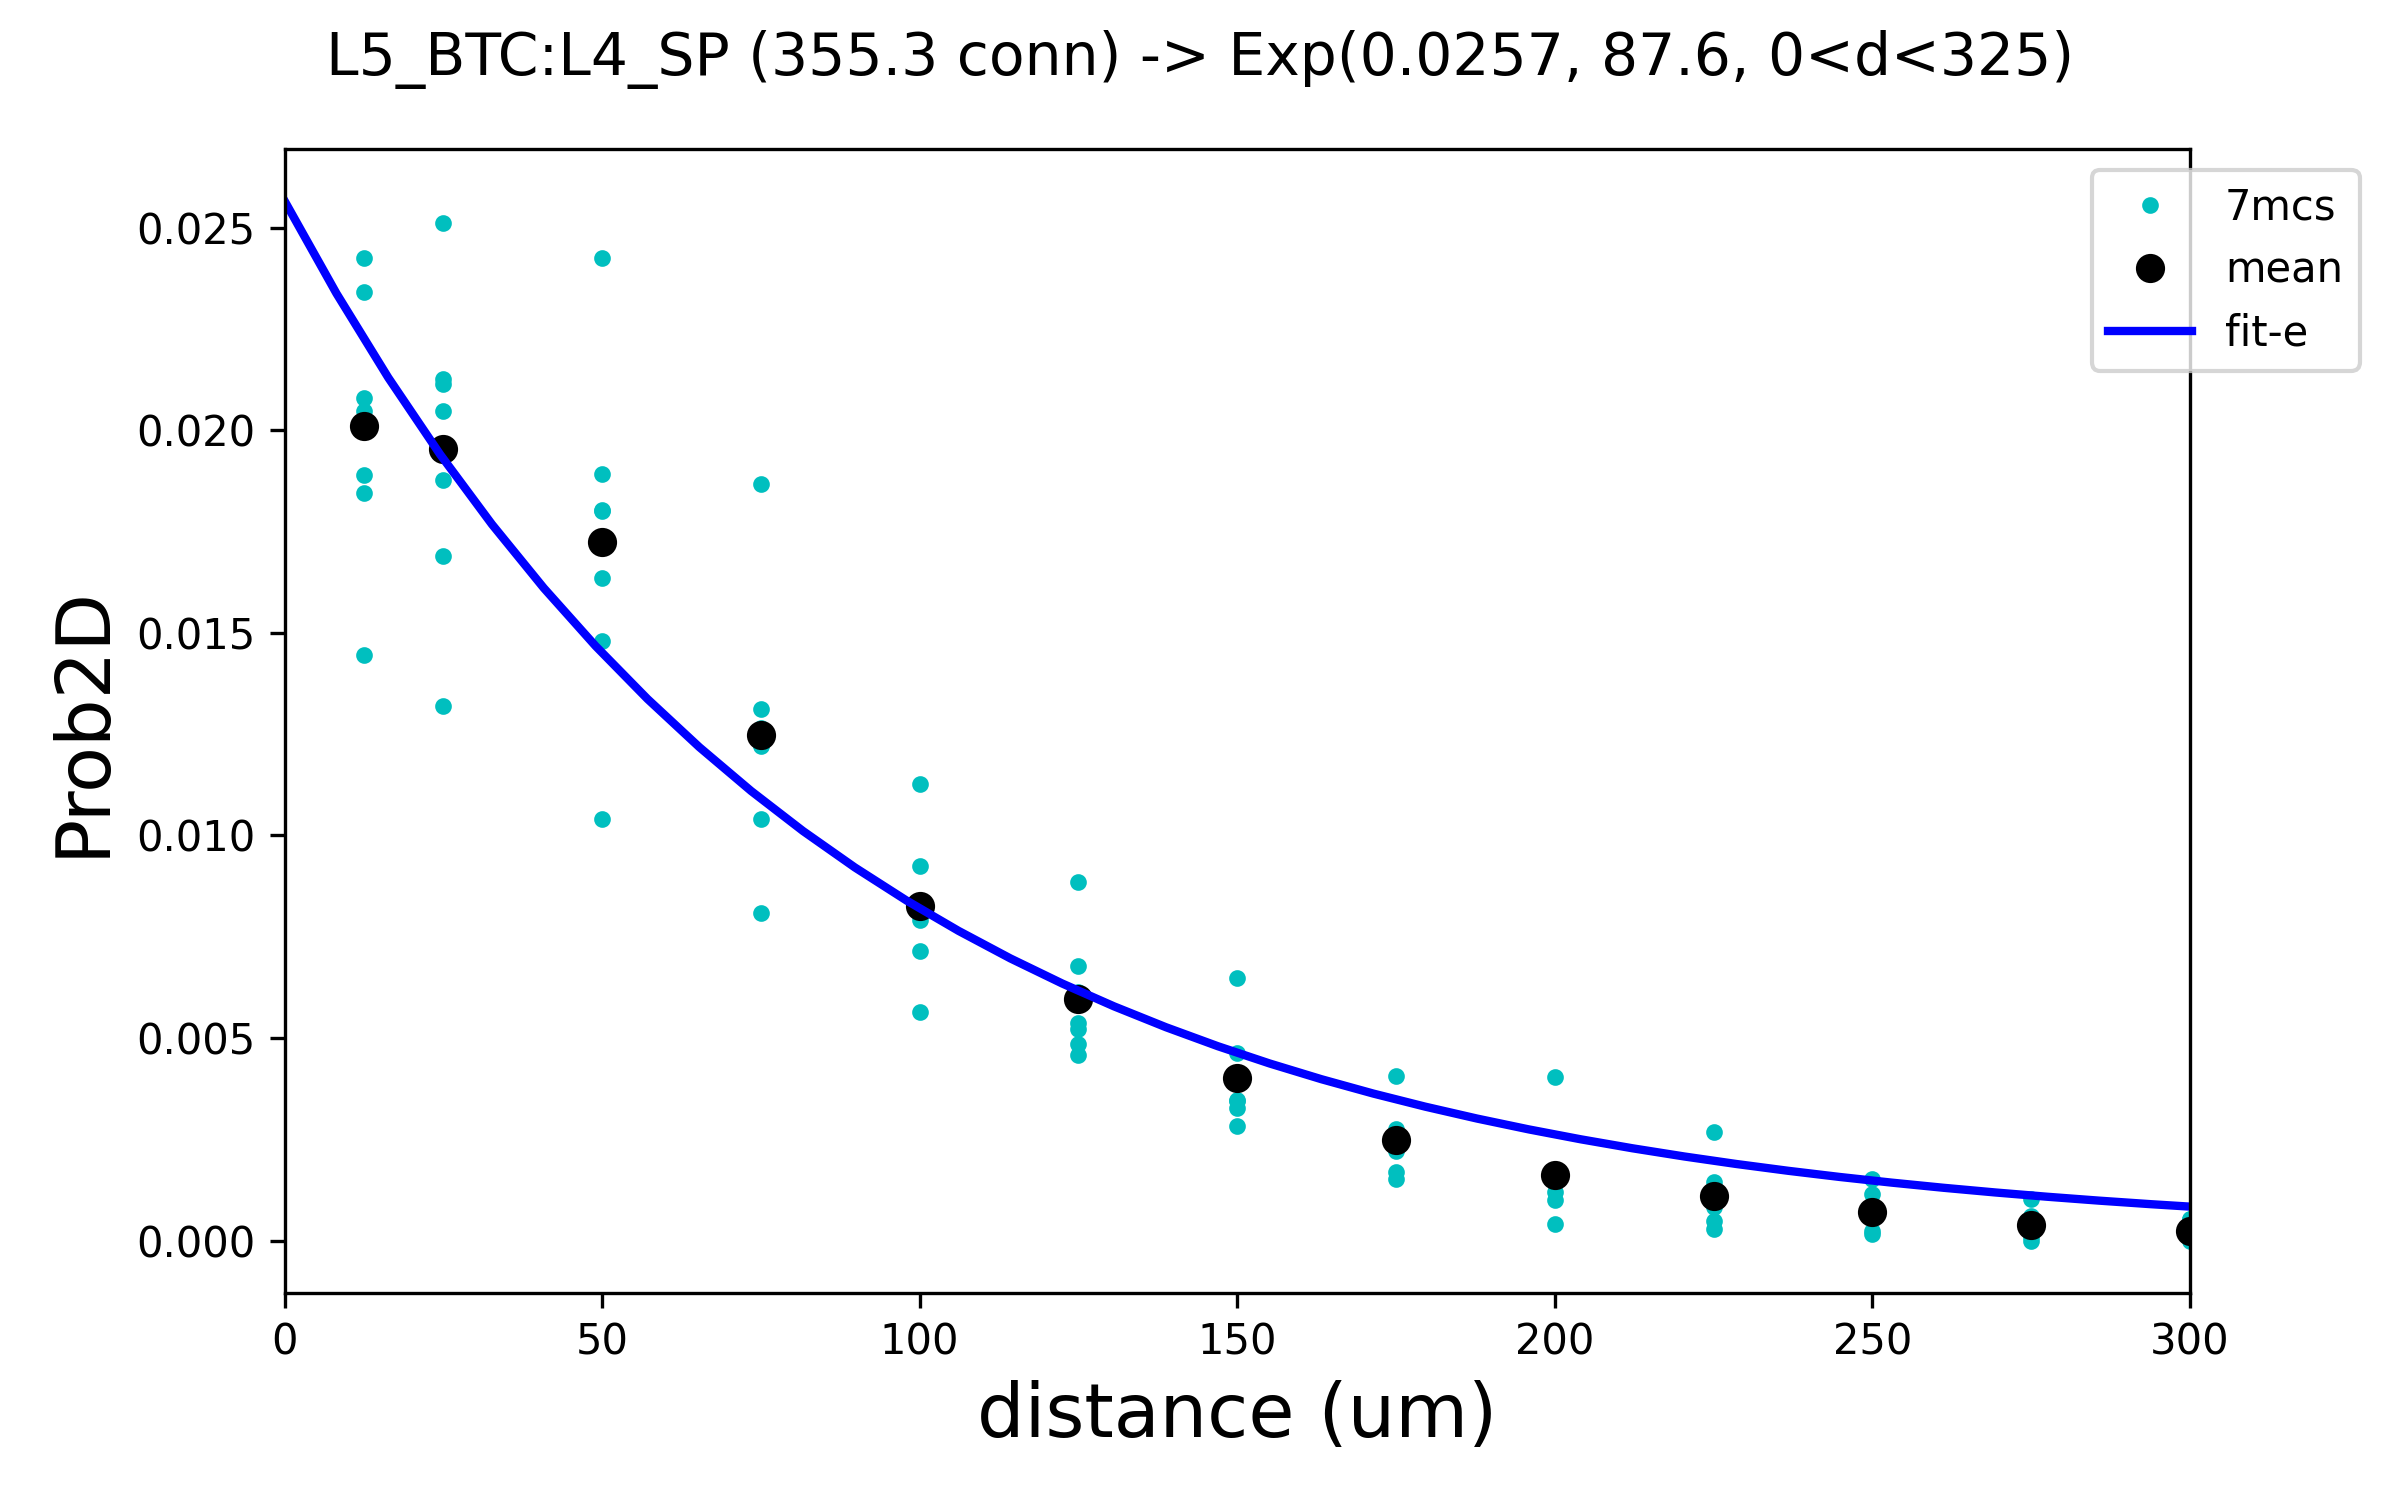 L5_BTC:L4_SP (355.3 conn) -> Exp(0.0257, 87.6, 0<d<325)
7mcs
mean
fit-e
Prob2D
0.025
0.020
0.015
0.010
0.005
0.000
0 50 100 150 200 250 300
distance (um)